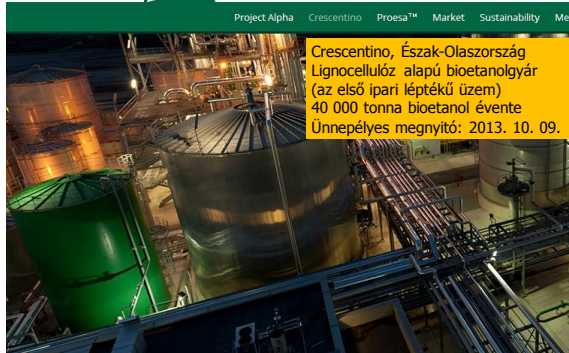 Project Alpha Crescentino Proesa™ Market Sustainability
Crescentino, Észak-Olaszország
Lignocellulóz alapú bioetanolgyár
(az első ipari léptékű üzem)
40 000 tonna bioetanol évente
Ünnepélyes megnyitó: 2013. 10. 09.